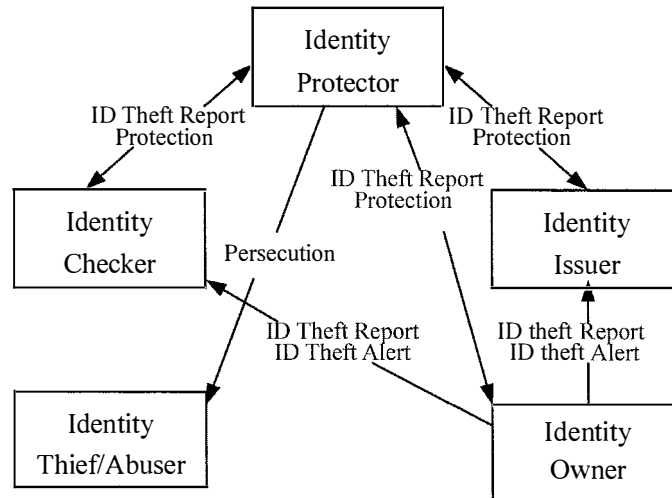 Identity
Protector
ID Theft Report
Protection
ID Theft Report
Protection
ID Theft Report
Protection
Identity
Checker
Identity
Issuer
Persecution
ID Theft Report
ID Theft Alert
ID theft Report
ID theft Alert
Identity
Thief/Abuser
Identity
Owner